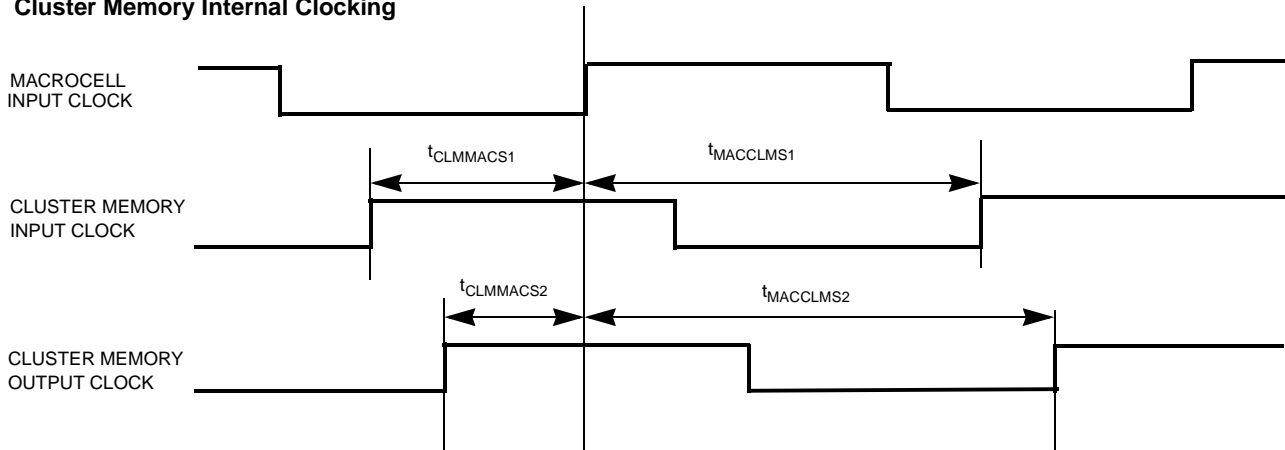 Cluster Memory Internal Clocking
MACROCELL
INPUT CLOCK
tCLMMACS1
tMACCLMS1
CLUSTER MEMORY
INPUT CLOCK
tCLMMACS2
tMACCLMS2
CLUSTER MEMORY
OUTPUT CLOCK